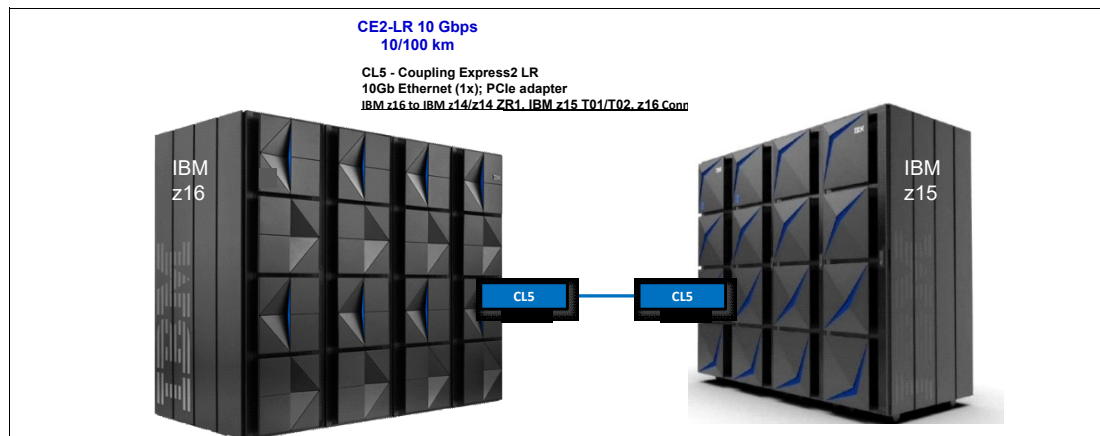 CE2-LR 10 Gbps
10/100 km
CL5 - Coupling Express2 LR
10Gb Ethernet (1x); PCIe adapter
IBM z16 to IBM z14/z14 ZR1, IBM z15 T01/T02, z16 Conn
IBM
z16
IBM
z15
CL5
CL5
IBM